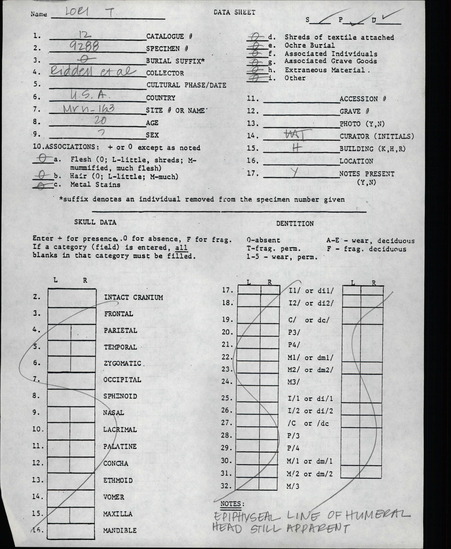 Name LORI T DATA SHEET S P D ✓
1. 12 CATALOGUE #
2. 9288 SPECIMEN #
3. 0 BURIAL SUFFIX*
4. Riddell et al COLLECTOR
5. CULTURAL PHASE/DATE
6. U.S.A. COUNTRY
7. Mrn-163 SITE # OR NAME
8. 20 AGE
9. ? SEX
10. ASSOCIATIONS: + or 0 except as noted
0 a. Flesh (0; L-little, shreds; M-
mummified, much flesh)
0 b. Hair (0; L-little; M-much)
0 c. Metal Stains
0 d. Shreds of textile attached
0 e. Ochre Burial
0 f. Associated Individuals
0 g. Associated Grave Goods
0 h. Extraneous Material
0 i. Other
11. ACCESSION #
12. GRAVE #
13. PHOTO (Y,N)
14. CURATOR (INITIALS)
15. H BUILDING (K,H,R)
16. LOCATION
17. Y NOTES PRESENT
(Y,N)
*suffix denotes an individual removed from the specimen number given
SKULL DATA
Enter + for presence, 0 for absence, F for frag.
If a category (field) is entered, all
blanks in that category must be filled.
L R
2. INTACT CRANIUM
3. FRONTAL
4. PARIETAL
5. TEMPORAL
6. ZYGOMATIC
7. OCCIPITAL
8. SPHENOID
9. NASAL
10. LACRIMAL
11. PALATINE
12. CONCHA
13. ETHMOID
14. VOMER
15. MAXILLA
16. MANDIBLE
DENTITION
0-absent A-E - wear, deciduous
T-frag. perm. F - frag. deciduous
1-5 - wear, perm.
L R L R
17. I1/ or di1/
18. I2/ or di2/
19. C/ or dc/
20. P3/
21. P4/
22. M1/ or dm1/
23. M2/ or dm2/
24. M3/
25. I/1 or di/1
26. I/2 or di/2
27. /C or /dc
28. P/3
29. P/4
30. M/1 or dm/1
31. M/2 or dm/2
32. M/3
NOTES:
EPIPHYSEAL LINE OF HUMERAL
HEAD STILL APPARENT